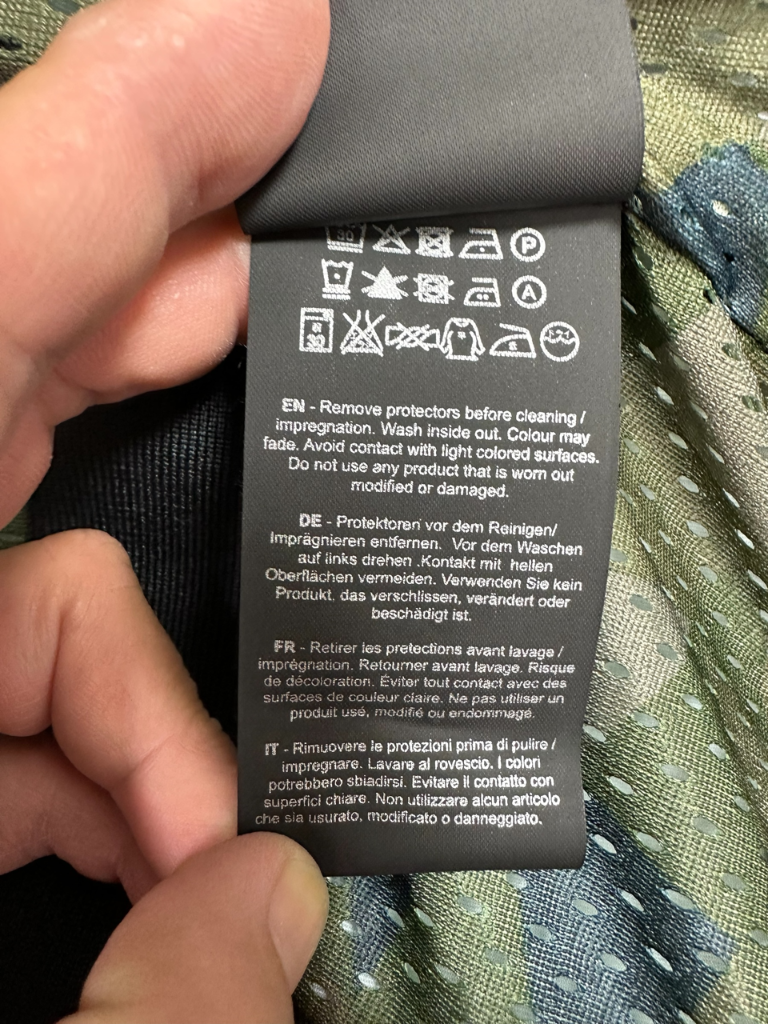 30 P
A
R 30 E
EN - Remove protectors before cleaning /
impregnation. Wash inside out. Colour may
fade. Avoid contact with light colored surfaces.
Do not use any product that is worn out
modified or damaged.
DE - Protektoren vor dem Reinigen/
Imprägnieren entfernen. Vor dem Waschen
auf links drehen .Kontakt mit hellen
Oberflächen vermeiden. Verwenden Sie kein
Produkt, das verschlissen, verändert oder
beschädigt ist.
FR - Retirer les pretections avant lavage /
imprégnation. Retourner avant lavage. Risque
de décoloration. Éviter tout contact avec des
surfaces de couleur claire. Ne pas utiliser un
produit usé, modifié ou endommagé.
IT - Rimuovere le protezioni prima di pulire /
impregnare. Lavare al rovescio. I colori
potrebbero sbiadirsi. Evitare il contatto con
superfici chiare. Non utilizzare alcun articolo
che sia usurato, modificato o danneggiato.